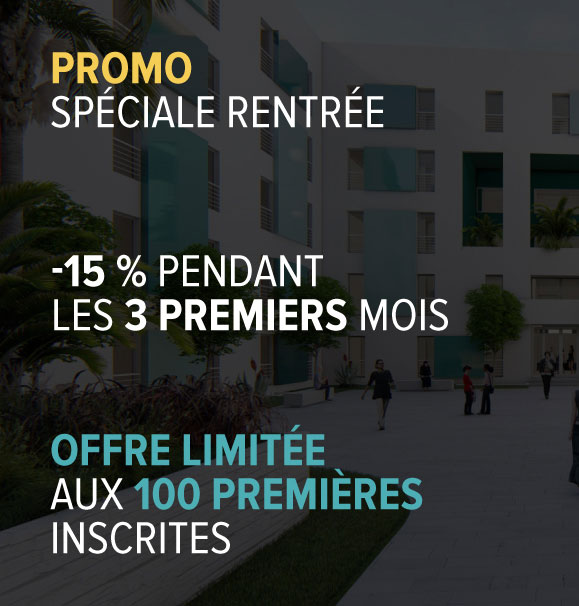 PROMO
SPÉCIALE RENTRÉE
-15 % PENDANT
LES 3 PREMIERS MOIS
OFFRE LIMITÉE
AUX 100 PREMIÈRES
INSCRITES